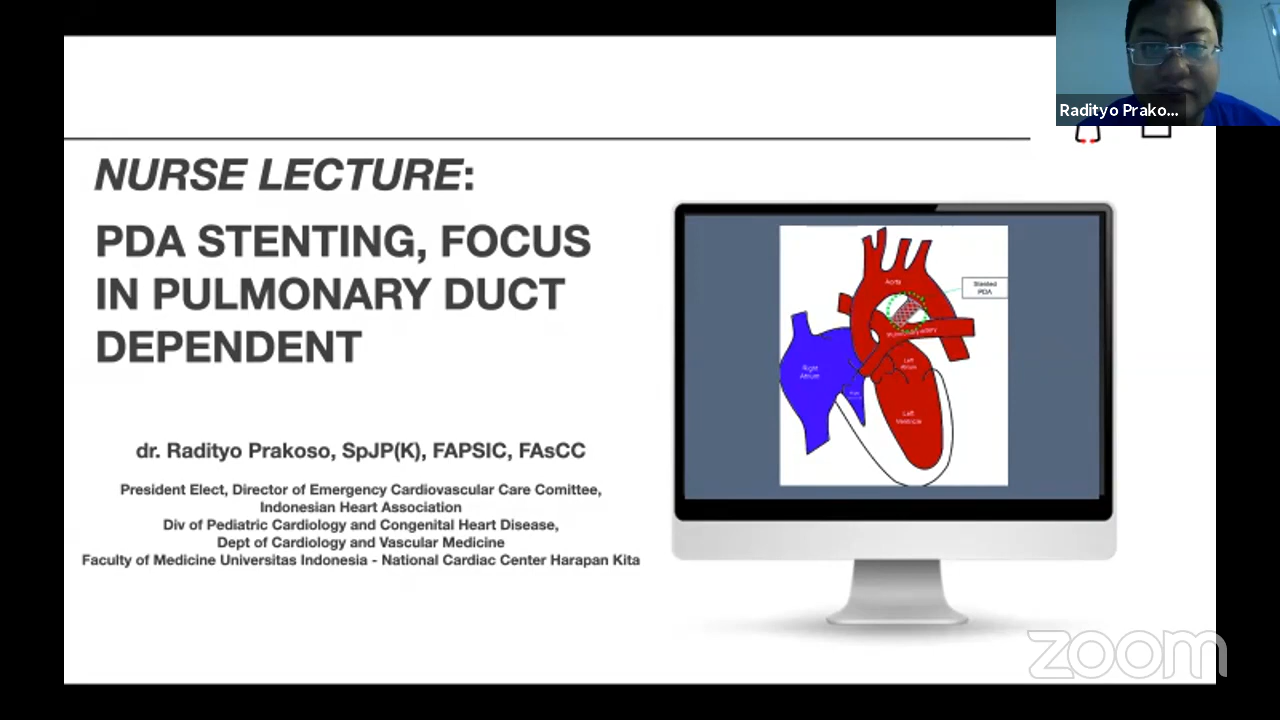 Radityo Prako...
NURSE LECTURE:
PDA STENTING, FOCUS
IN PULMONARY DUCT
DEPENDENT
dr. Radityo Prakoso, SpJP(K), FAPSIC, FAsCC
President Elect, Director of Emergency Cardiovascular Care Comittee,
Indonesian Heart Association
Div of Pediatric Cardiology and Congenital Heart Disease,
Dept of Cardiology and Vascular Medicine
Faculty of Medicine Universitas Indonesia - National Cardiac Center Harapan Kita
Aorta
Stented
PDA
Pulmonary artery
Left
Atrium
Right
Atrium
Left
Ventricle
zoom